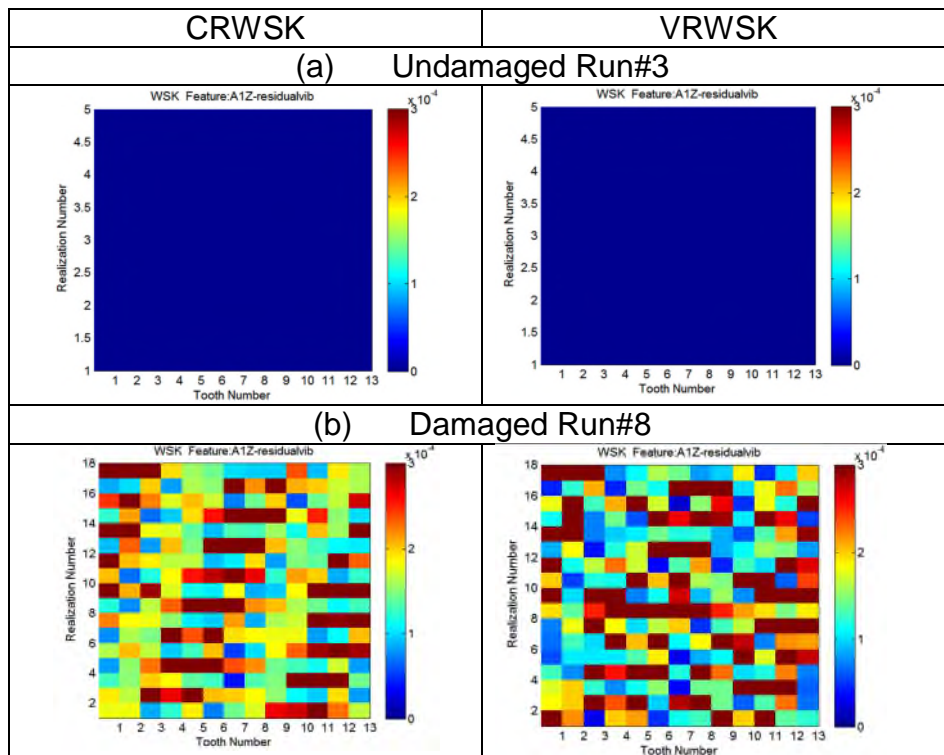 CRWSK VRWSK
(a) Undamaged Run#3
WSK Feature:A1Z-residualvib
x 10^-4
Realization Number
5
4.5
4
3.5
3
2.5
2
1.5
1
1 2 3 4 5 6 7 8 9 10 11 12 13
Tooth Number
3
2
1
0
WSK Feature:A1Z-residualvib
x 10^-4
Realization Number
5
4.5
4
3.5
3
2.5
2
1.5
1
1 2 3 4 5 6 7 8 9 10 11 12 13
Tooth Number
3
2
1
0
(b) Damaged Run#8
WSK Feature:A1Z-residualvib
x 10^-4
Realization Number
18
16
14
12
10
8
6
4
2
1 2 3 4 5 6 7 8 9 10 11 12 13
Tooth Number
3
2
1
0
WSK Feature:A1Z-residualvib
x 10^-4
Realization Number
18
16
14
12
10
8
6
4
2
1 2 3 4 5 6 7 8 9 10 11 12 13
Tooth Number
3
2
1
0